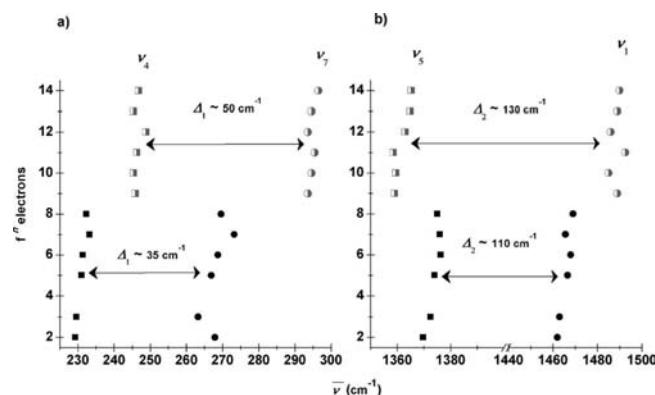 a)
b)
ν₄
ν₇
ν₅
ν₁
14
12
10
8
6
4
2
fⁿ electrons
Δ₁ ~ 50 cm⁻¹
Δ₁ ~ 35 cm⁻¹
Δ₂ ~ 130 cm⁻¹
Δ₂ ~ 110 cm⁻¹
14
12
10
8
6
4
2
230 240 250 260 270 280 290 300
1360 1380 1440 1460 1480 1500
ν̅ (cm⁻¹)